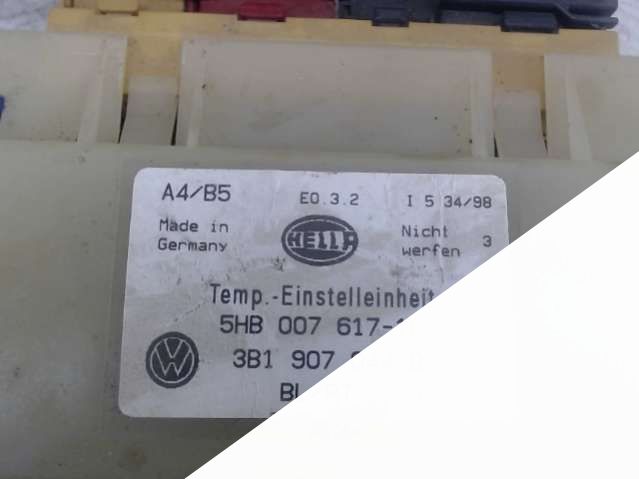 A4/B5 E0.3.2 I 5 34/98
Made in Nicht 3
Germany HELLA werfen
Temp.-Einstelleinheit
5HB 007 617-
VW 3B1 907